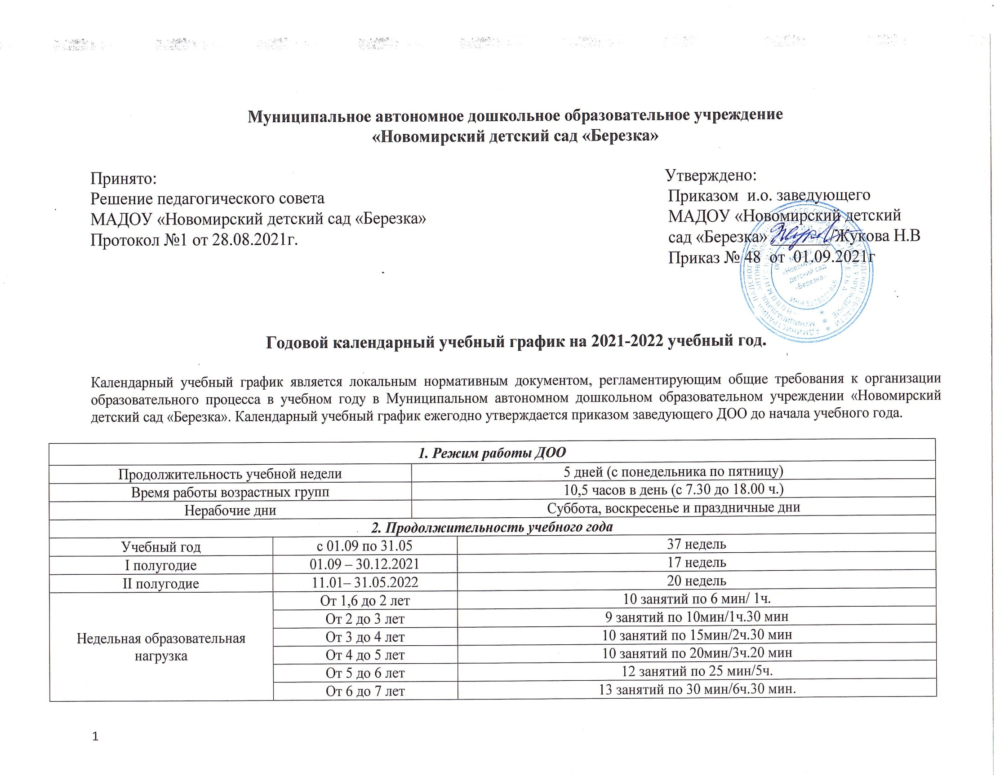 Муниципальное автономное дошкольное образовательное учреждение
«Новомирский детский сад «Березка»
Принято:
Решение педагогического совета
МАДОУ «Новомирский детский сад «Березка»
Протокол №1 от 28.08.2021г.
Утверждено:
Приказом и.о. заведующего
МАДОУ «Новомирский детский
сад «Березка» /Жукова Н.В
Приказ № 48 от 01.09.2021г
МАДОУ
«Новомирский
детский сад
«Березка»
Годовой календарный учебный график на 2021-2022 учебный год.
Календарный учебный график является локальным нормативным документом, регламентирующим общие требования к организации
образовательного процесса в учебном году в Муниципальном автономном дошкольном образовательном учреждении «Новомирский
детский сад «Березка». Календарный учебный график ежегодно утверждается приказом заведующего ДОО до начала учебного года.
1. Режим работы ДОО
Продолжительность учебной недели 5 дней (с понедельника по пятницу)
Время работы возрастных групп 10,5 часов в день (с 7.30 до 18.00 ч.)
Нерабочие дни Суббота, воскресенье и праздничные дни
2. Продолжительность учебного года
Учебный год с 01.09 по 31.05 37 недель
I полугодие 01.09 – 30.12.2021 17 недель
II полугодие 11.01– 31.05.2022 20 недель
Недельная образовательная
нагрузка
От 1,6 до 2 лет 10 занятий по 6 мин/ 1ч.
От 2 до 3 лет 9 занятий по 10мин/1ч.30 мин
От 3 до 4 лет 10 занятий по 15мин/2ч.30 мин
От 4 до 5 лет 10 занятий по 20мин/3ч.20 мин
От 5 до 6 лет 12 занятий по 25 мин/5ч.
От 6 до 7 лет 13 занятий по 30 мин/6ч.30 мин.
1